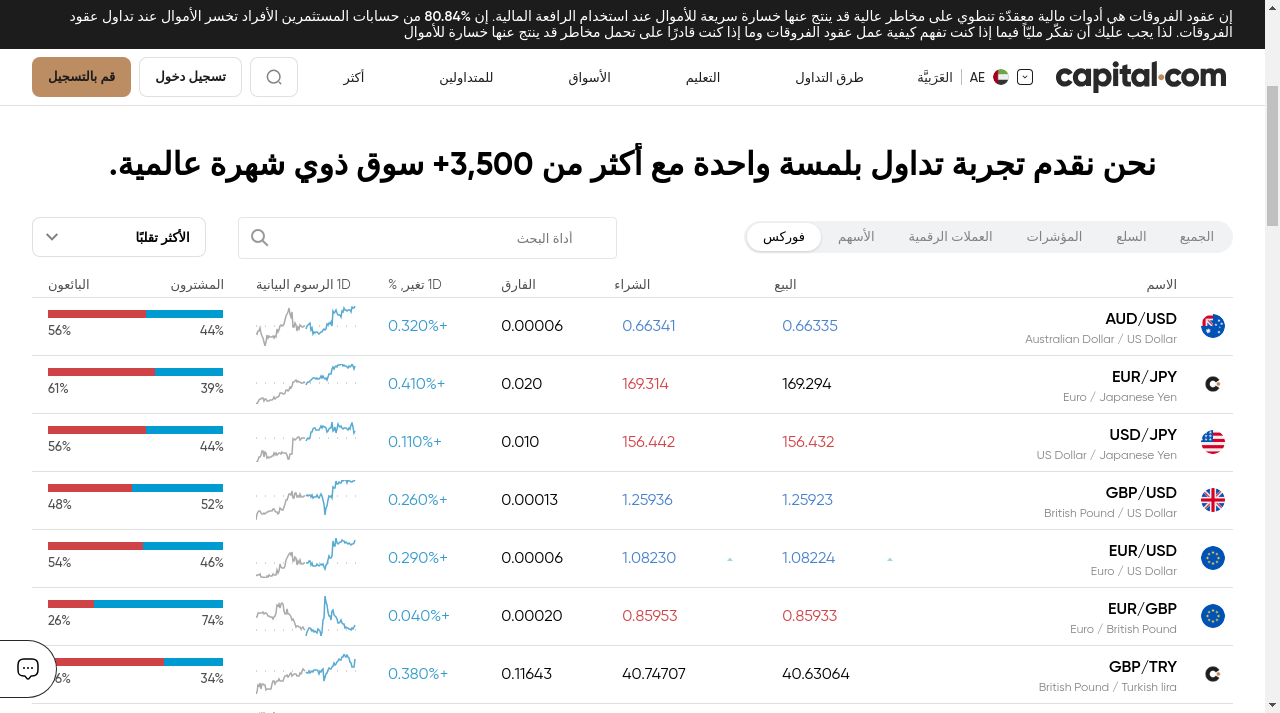 إن عقود الفروقات هي أدوات مالية معقدّة تنطوي على مخاطر عالية قد ينتج عنها خسارة سريعة للأموال عند استخدام الرافعة المالية. إن 80.84% من حسابات المستثمرين الأفراد تخسر الأموال عند تداول عقود
الفروقات. لذا يجب عليك أن تفكّر مليًّا فيما إذا كنت تفهم كيفية عمل عقود الفروقات وما إذا كنت قادرًا على تحمل مخاطر قد ينتج عنها خسارة للأموال
capital.com
AE | العَرَبِيَّة
طرق التداول
التعليم
الأسواق
للمتداولين
أكثر
تسجيل دخول
قم بالتسجيل
نحن نقدم تجربة تداول بلمسة واحدة مع أكثر من 3,500+ سوق ذوي شهرة عالمية.
الجميع السلع المؤشرات العملات الرقمية الأسهم فوركس
أداة البحث
الأكثر تقلبًا
الاسم البيع الشراء الفارق 1D تغير, % 1D الرسوم البيانية المشترون البائعون
AUD/USD 0.66335 0.66341 0.00006 0.320%+
Australian Dollar / US Dollar 44% 56%
EUR/JPY 169.294 169.314 0.020 0.410%+
Euro / Japanese Yen 39% 61%
USD/JPY 156.432 156.442 0.010 0.110%+
US Dollar / Japanese Yen 44% 56%
GBP/USD 1.25923 1.25936 0.00013 0.260%+
British Pound / US Dollar 52% 48%
EUR/USD 1.08224 1.08230 0.00006 0.290%+
Euro / US Dollar 46% 54%
EUR/GBP 0.85933 0.85953 0.00020 0.040%+
Euro / British Pound 74% 26%
GBP/TRY 40.63064 40.74707 0.11643 0.380%+
British Pound / Turkish lira 34%